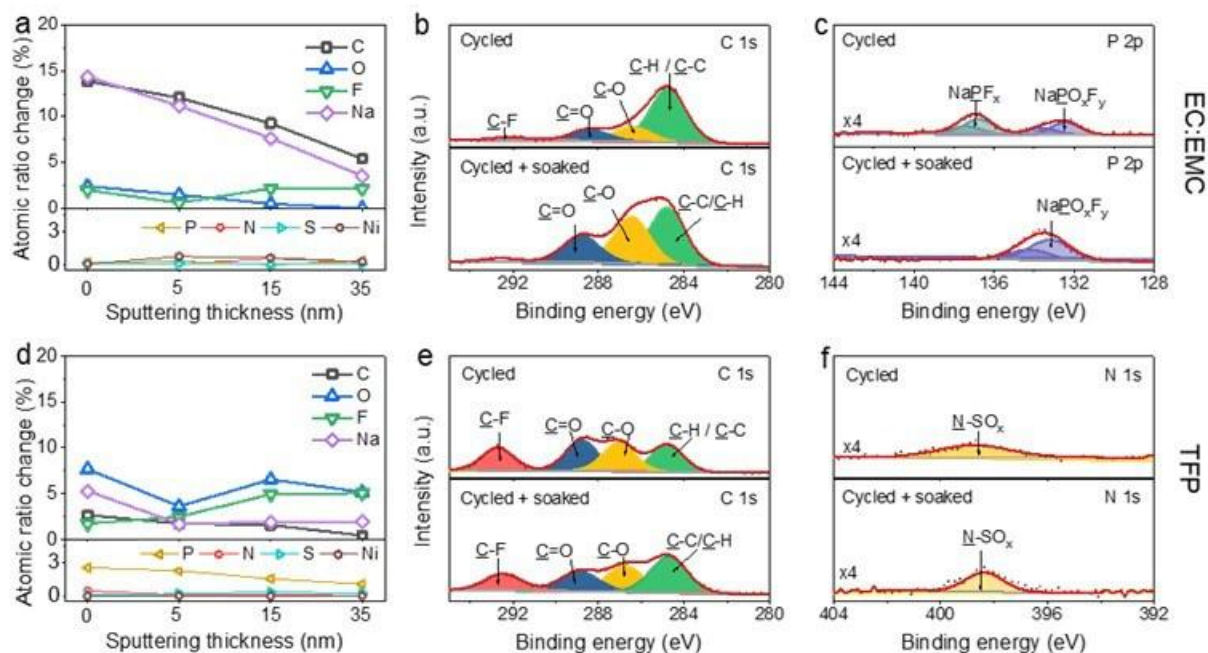 a
Atomic ratio change (%)
20
15
10
5
0
3
0
C
O
F
Na
P N S Ni
0 5 15 35
Sputtering thickness (nm)
b
Intensity (a.u.)
Cycled
C 1s
C-F
C=O
C-O
C-H / C-C
Cycled + soaked
C 1s
C=O
C-O
C-C/C-H
292 288 284 280
Binding energy (eV)
c
Cycled
P 2p
NaPFx
NaPOxFy
x4
Cycled + soaked
P 2p
NaPOxFy
x4
144 140 136 132 128
Binding energy (eV)
EC:EMC
d
Atomic ratio change (%)
20
15
10
5
0
3
0
C
O
F
Na
P N S Ni
0 5 15 35
Sputtering thickness (nm)
e
Intensity (a.u.)
Cycled
C 1s
C-F
C=O
C-O
C-H / C-C
Cycled + soaked
C 1s
C-F
C=O
C-O
C-C/C-H
292 288 284 280
Binding energy (eV)
f
Cycled
N 1s
N-SOx
x4
Cycled + soaked
N 1s
N-SOx
x4
404 400 396 392
Binding energy (eV)
TFP